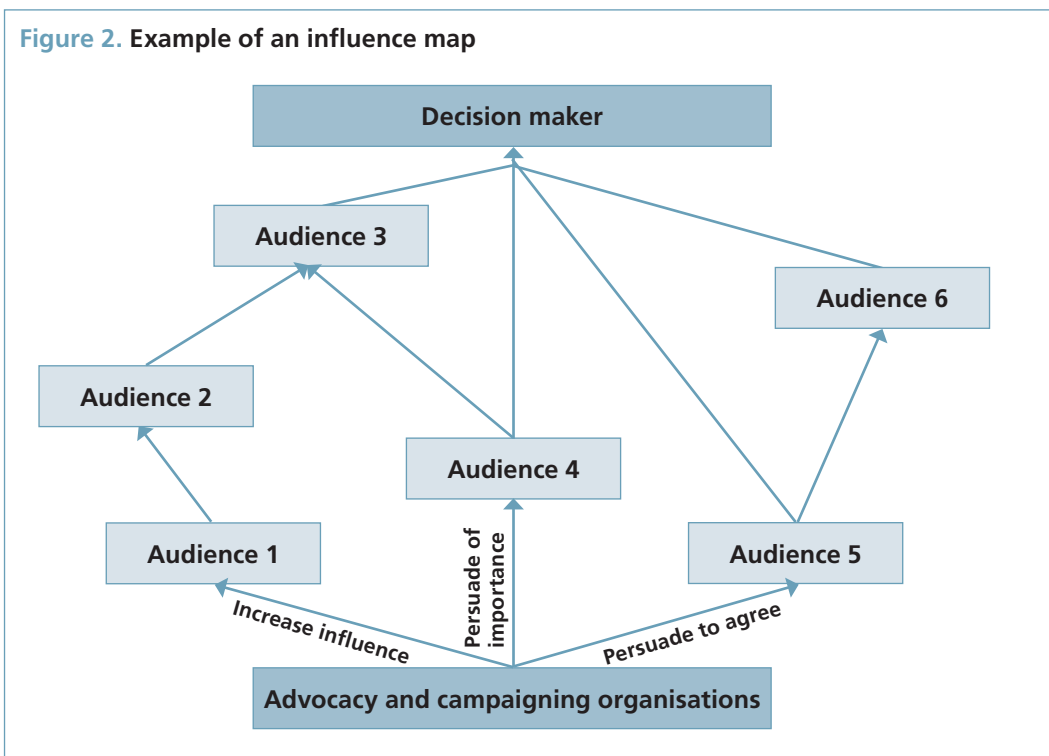 Figure 2. Example of an influence map
Decision maker
Audience 3
Audience 6
Audience 2
Audience 4
Audience 1
Audience 5
Increase influence
Persuade of
importance
Persuade to agree
Advocacy and campaigning organisations